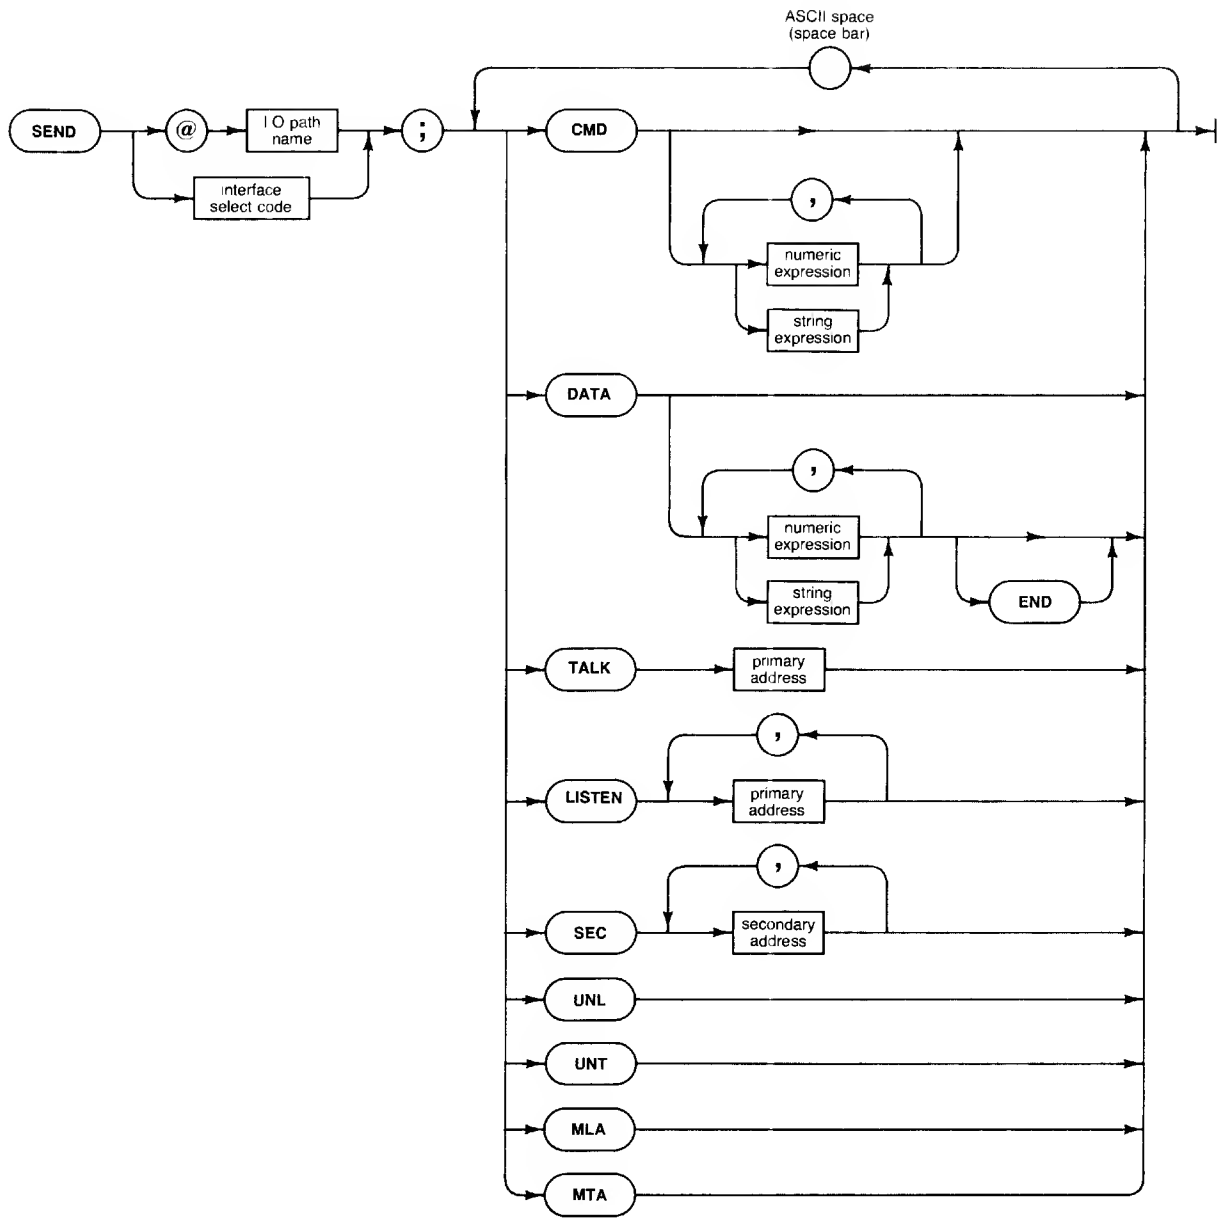 ASCII space
(space bar)
SEND
@
I O path
name
;
interface
select code
CMD
,
numeric
expression
string
expression
DATA
,
numeric
expression
string
expression
END
TALK
primary
address
,
LISTEN
primary
address
,
SEC
secondary
address
UNL
UNT
MLA
MTA